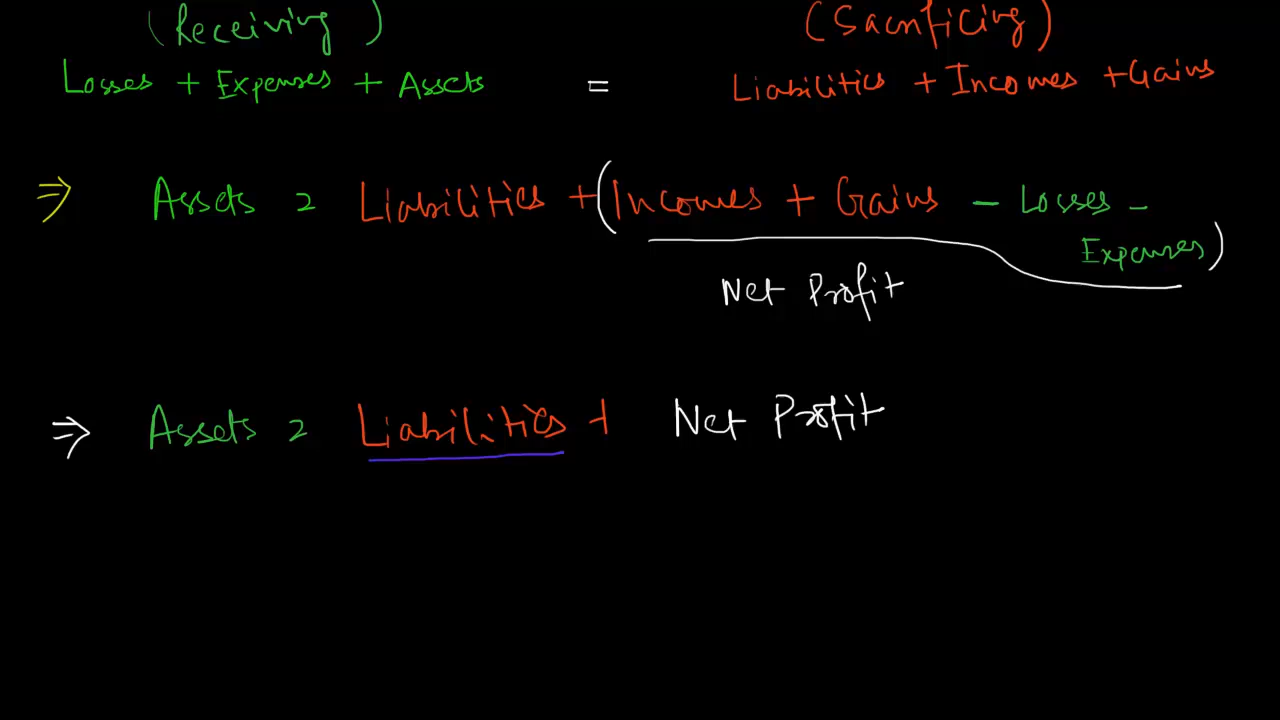 (Receiving) (Sacrificing)
Losses + Expenses + Assets = Liabilities + Incomes + Gains
⇒ Assets = Liabilities + (Incomes + Gains - Losses -
Expenses)
Net Profit
⇒ Assets = Liabilities + Net Profit